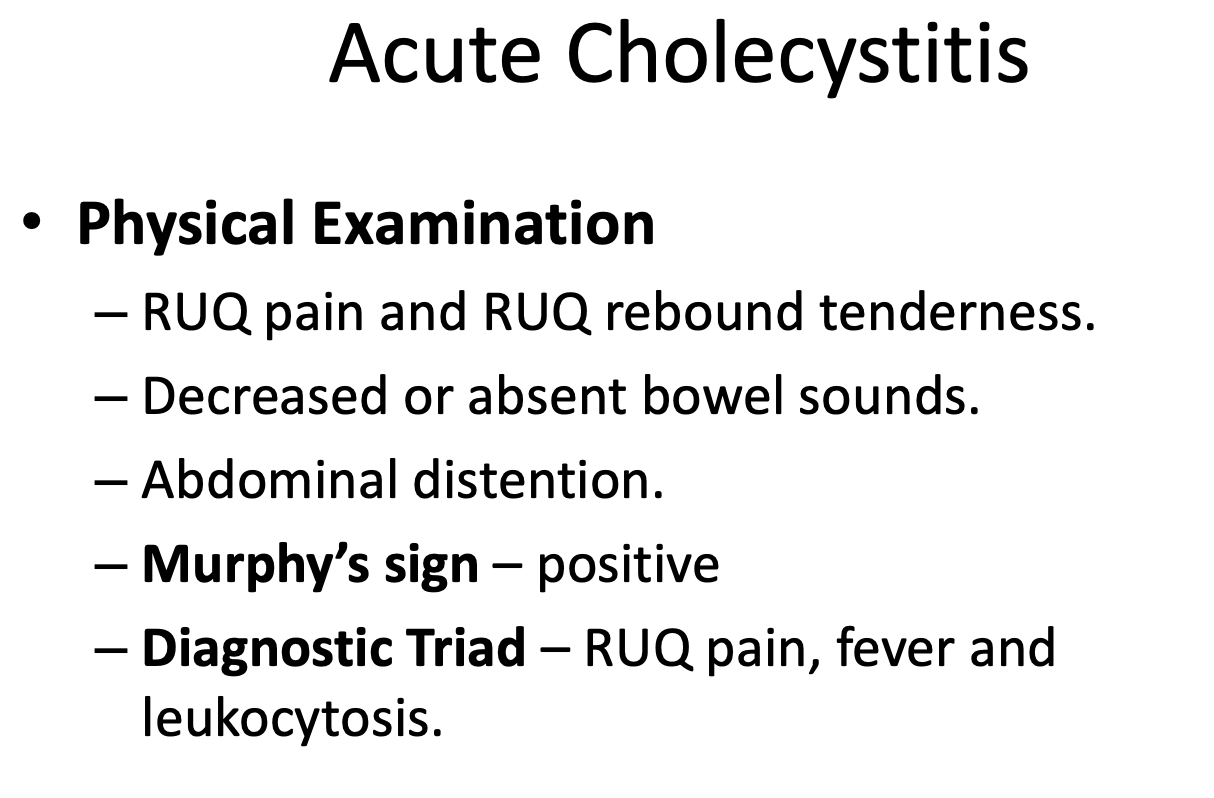 Acute Cholecystitis
• Physical Examination
– RUQ pain and RUQ rebound tenderness.
– Decreased or absent bowel sounds.
– Abdominal distention.
– Murphy’s sign – positive
– Diagnostic Triad – RUQ pain, fever and
leukocytosis.